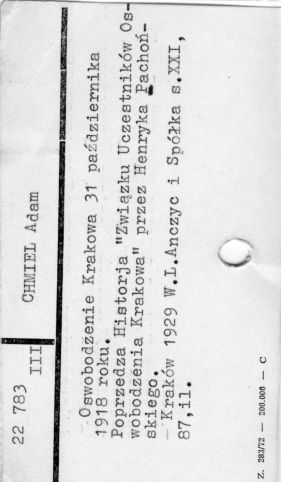 22 783
III
CHMIEL Adam
Oswobodzenie Krakowa 31 października
1918 roku.
Poprzedza Historja "Związku Uczestników Os-
wobodzenia Krakowa" przez Henryka Pachoń-
skiego.
- Kraków 1929 W.L.Anczyc i Spółka s.XXI,
87,il.
Z. 283/72 — 200.000 — C